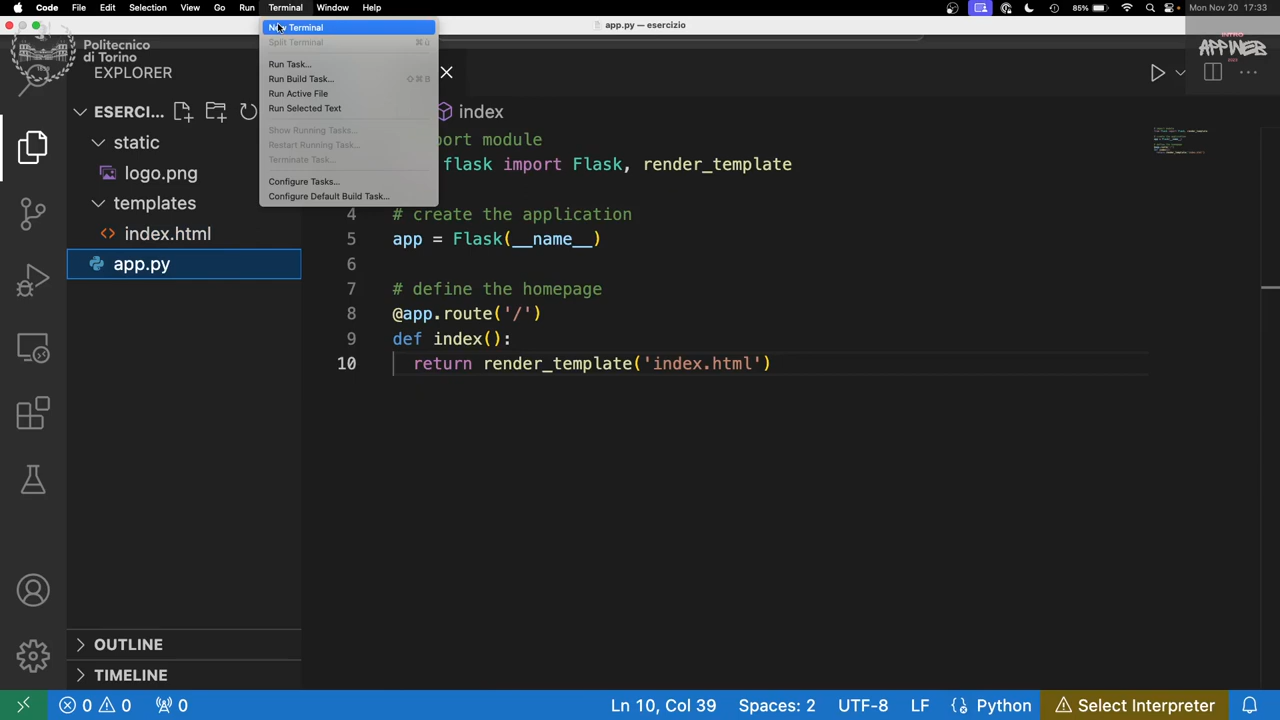 Code File Edit Selection View Go Run Terminal Window Help
85% Mon Nov 20 17:33
app.py — esercizio
Politecnico
di Torino
INTRO
APPWEB
2023
New Terminal
Split Terminal
Run Task...
Run Build Task...
Run Active File
Run Selected Text
Show Running Tasks...
Restart Running Task...
Terminate Task...
Configure Tasks...
Configure Default Build Task...
EXPLORER
ESERCI...
static
logo.png
templates
index.html
app.py
OUTLINE
TIMELINE
index
port module
flask import Flask, render_template
4 # create the application
5 app = Flask(__name__)
6
7 # define the homepage
8 @app.route('/')
9 def index():
10 return render_template('index.html')
0 0 0
Ln 10, Col 39 Spaces: 2 UTF-8 LF {} Python Select Interpreter